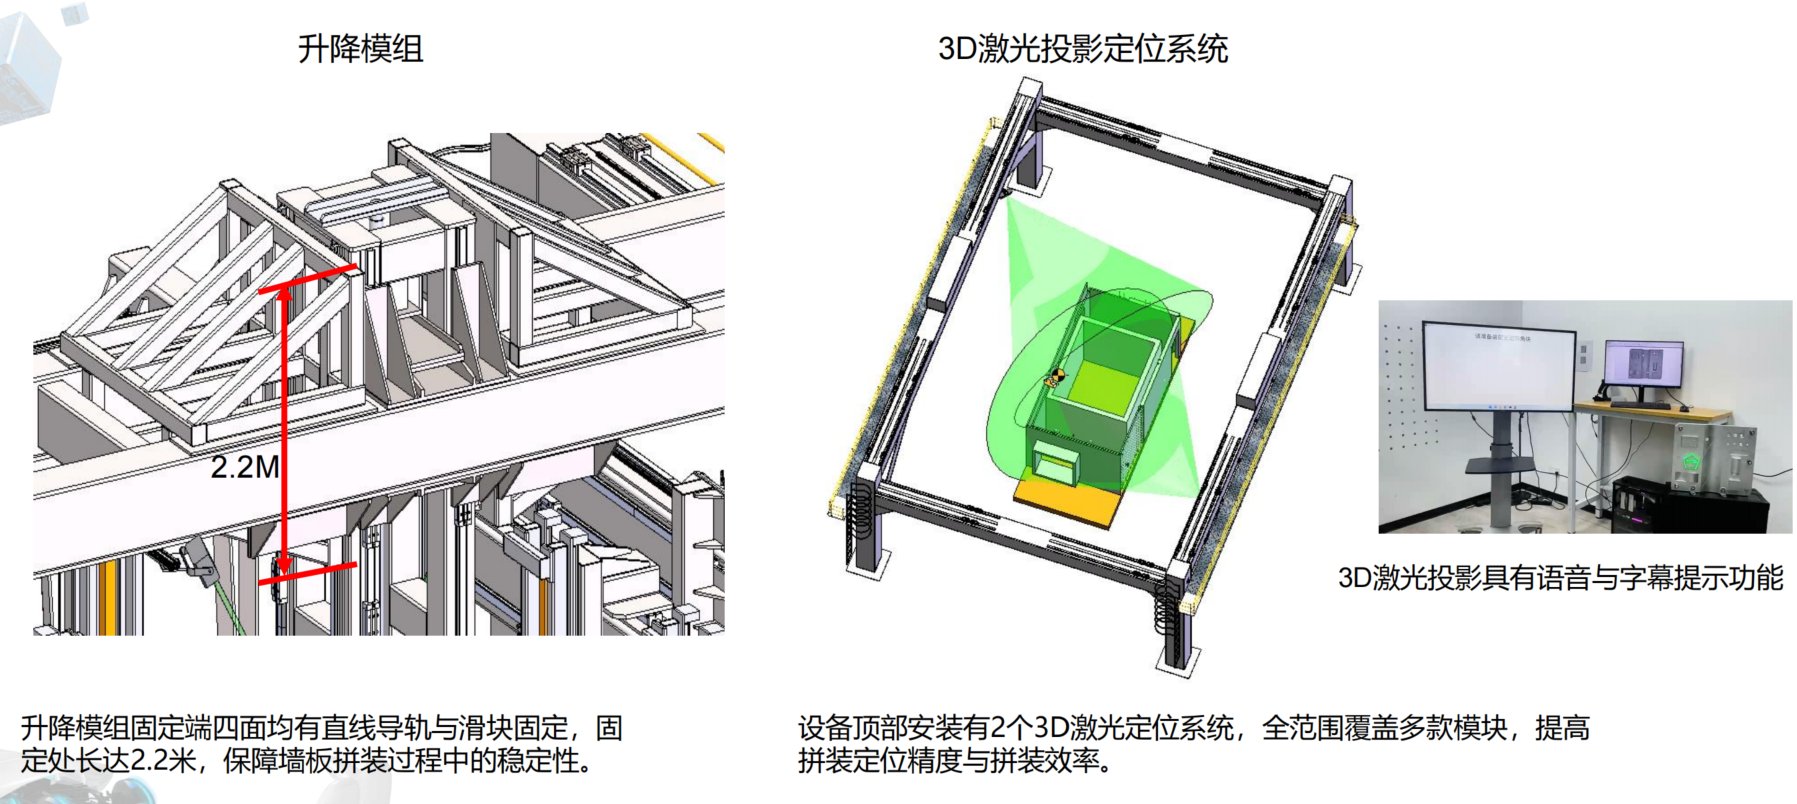 升降模组
3D激光投影定位系统
2.2M
3D激光投影具有语音与字幕提示功能
升降模组固定端四面均有直线导轨与滑块固定，固
定处长达2.2米，保障墙板拼装过程中的稳定性。
设备顶部安装有2个3D激光定位系统，全范围覆盖多款模块，提高
拼装定位精度与拼装效率。